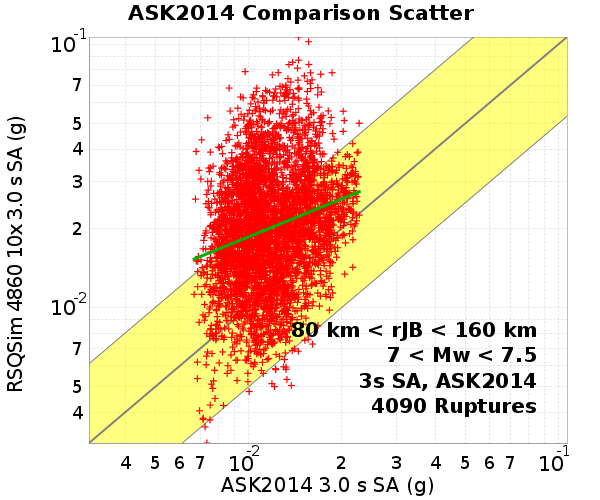 ASK2014 Comparison Scatter
RSQSim 4860 10x 3.0 s SA (g)
10-1
7
5
4
3
2
10-2
7
5
4
80 km < rJB < 160 km
7 < Mw < 7.5
3s SA, ASK2014
4090 Ruptures
4 5 6 7 10-2 2 3 4 5 6 7 10-1
ASK2014 3.0 s SA (g)